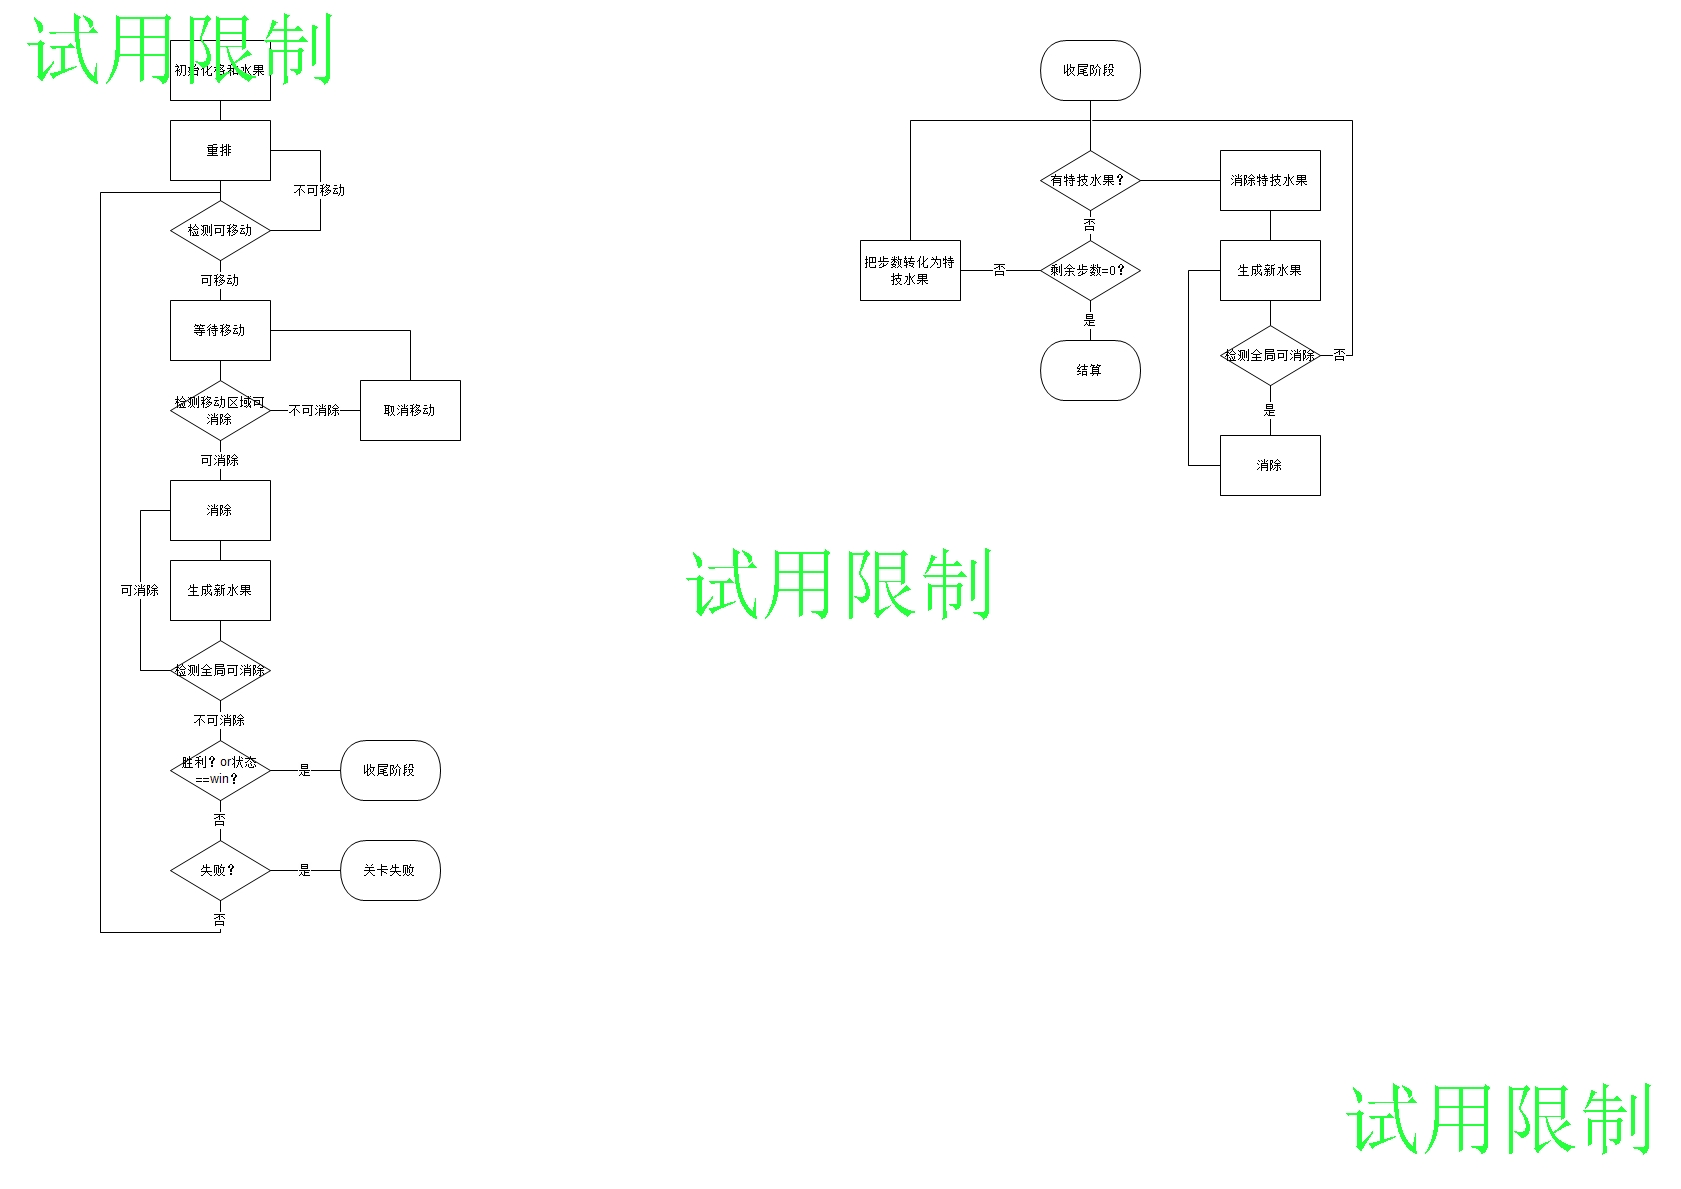 试用限制
初始化格和水果
重排
不可移动
检测可移动
可移动
等待移动
检测移动区域可
消除
不可消除
取消移动
可消除
消除
可消除
生成新水果
检测全局可消除
不可消除
胜利？or状态
==win？
是
收尾阶段
否
失败？
是
关卡失败
否
收尾阶段
有特技水果？
消除特技水果
否
把步数转化为特
技水果
否
剩余步数=0？
生成新水果
是
检测全局可消除
否
结算
是
消除
试用限制
试用限制